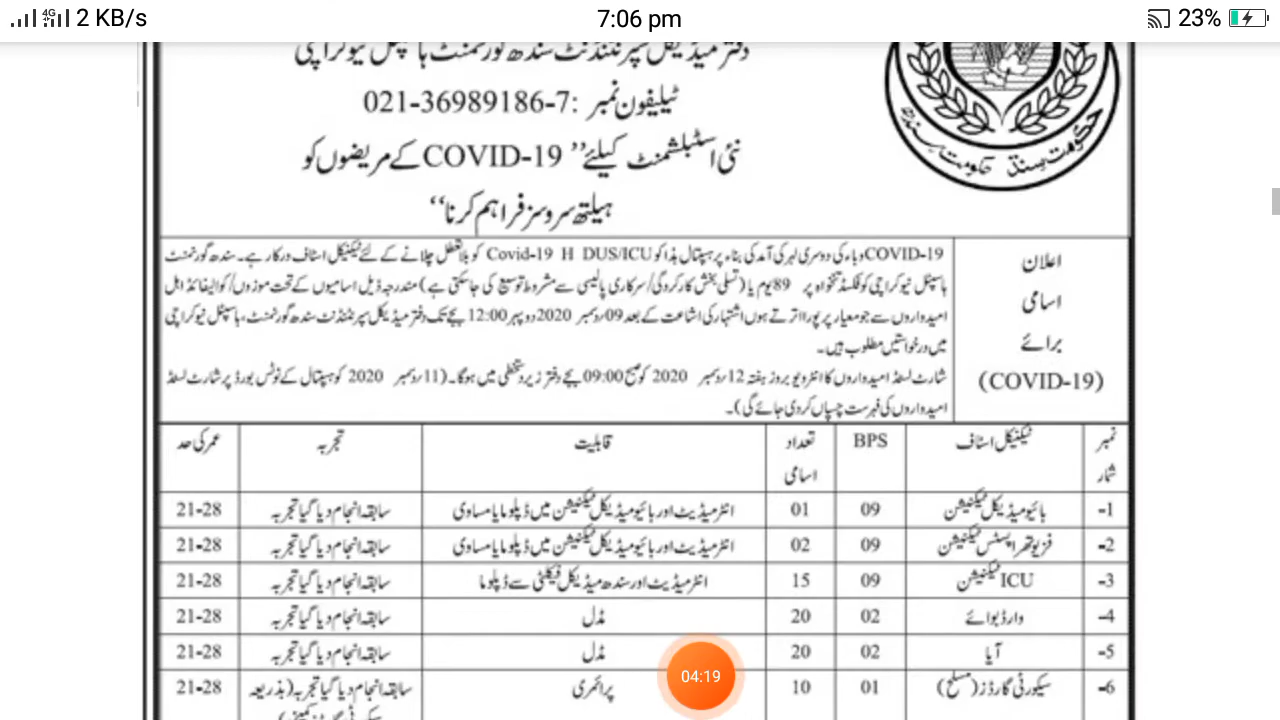 2 KB/s 7:06 pm 23%
دفتر میڈیکل سپرنٹنڈنٹ سندھ گورنمنٹ ہاسپٹل نیو کراچی
ٹیلیفون نمبر :7-36989186-021
نئی اسٹبلشمنٹ کیلئے ’’COVID-19 کے مریضوں کو
ہیلتھ سروسز فراہم کرنا‘‘
حکومت سندھ
اعلان
اسامی
برائے
(COVID-19)
COVID-19 وباء کی دوسری لہر کی آمد کی بناء پر ہسپتال ہذا کو Covid-19 H DUS/ICU کو بلا تعطل چلانے کے لئے ٹیکنیکل اسٹاف درکار ہے۔ سندھ گورنمنٹ
ہاسپٹل نیو کراچی کو فکسڈ تنخواہ پر 89 یوم یا (تسلی بخش کارکردگی/سرکاری پالیسی سے مشروط توسیع کی جاسکتی ہے) مندرجہ ذیل اسامیوں کے تحت موزوں/کوالیفائڈ اہل
امیدواروں سے جو معیار پر پورا اترتے ہوں اشتہار کی اشاعت کے بعد 09 دسمبر 2020 دوپہر 12:00 بجے تک دفتر میڈیکل سپرنٹنڈنٹ سندھ گورنمنٹ، ہاسپٹل نیو کراچی
میں درخواستیں مطلوب ہیں۔
شارٹ لسٹڈ امیدواروں کا انٹرویو بروز ہفتہ 12 دسمبر 2020 کو صبح 09:00 بجے دفتر زیر دستخطی میں ہوگا۔ (11 دسمبر 2020 کو ہسپتال کے نوٹس بورڈ پر شارٹ لسٹڈ
امیدواروں کی فہرست چسپاں کردی جائے گی)۔
نمبر شمار ٹیکنیکل اسٹاف BPS تعداد اسامی قابلیت تجربہ عمر کی حد
1- بائیو میڈیکل ٹیکنیشن 09 01 انٹرمیڈیٹ اور بائیو میڈیکل ٹیکنیشن میں ڈپلوما یا مساوی سابقہ انجام دیا گیا تجربہ 21-28
2- فزیوتھراپسٹس ٹیکنیشن 09 02 انٹرمیڈیٹ اور بائیو میڈیکل ٹیکنیشن میں ڈپلوما یا مساوی سابقہ انجام دیا گیا تجربہ 21-28
3- ICU ٹیکنیشن 09 15 انٹرمیڈیٹ اور سندھ میڈیکل فیکلٹی سے ڈپلوما سابقہ انجام دیا گیا تجربہ 21-28
4- وارڈ بوائے 02 20 مڈل سابقہ انجام دیا گیا تجربہ 21-28
5- آیا 02 20 مڈل سابقہ انجام دیا گیا تجربہ 21-28
6- سیکورٹی گارڈز (مسلح) 01 10 پرائمری سابقہ انجام دیا گیا تجربہ (بذریعہ 21-28
04:19